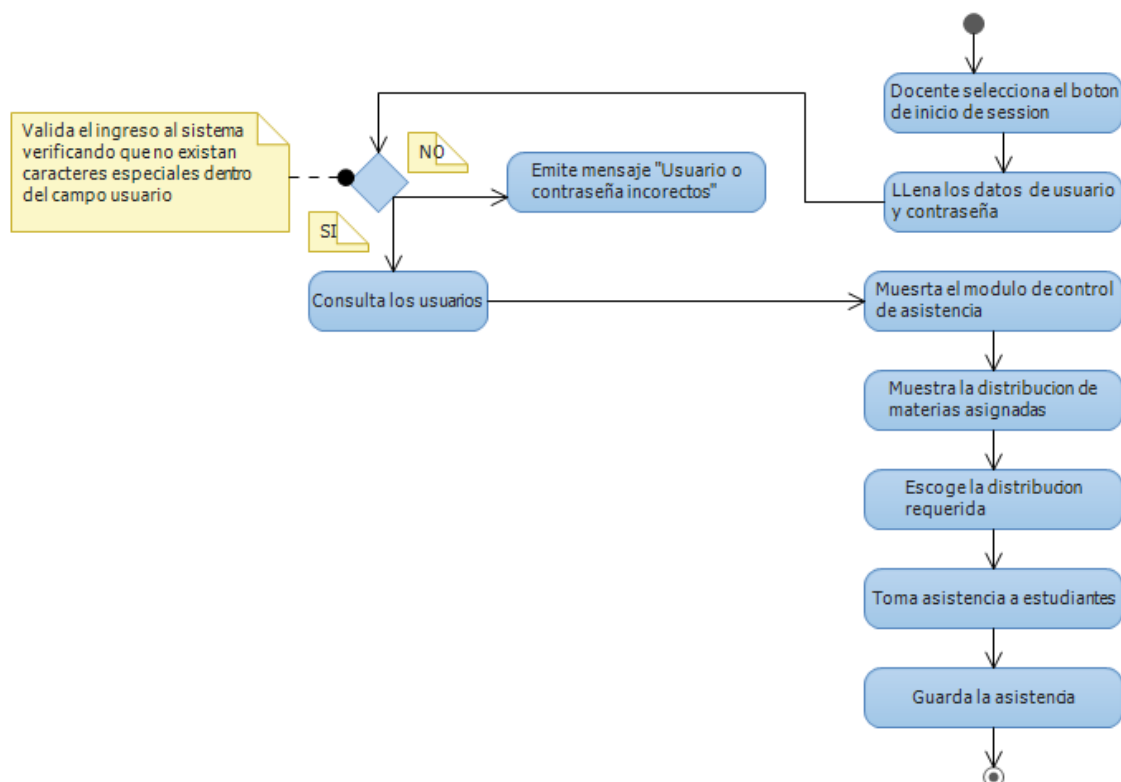 Docente selecciona el boton
de inicio de session
LLena los datos de usuario
y contraseña
Valida el ingreso al sistema
verificando que no existan
caracteres especiales dentro
del campo usuario
NO
Emite mensaje "Usuario o
contraseña incorectos"
SI
Consulta los usuarios
Muesrta el modulo de control
de asistencia
Muestra la distribucion de
materias asignadas
Escoge la distribucion
requerida
Toma asistencia a estudiantes
Guarda la asistencia